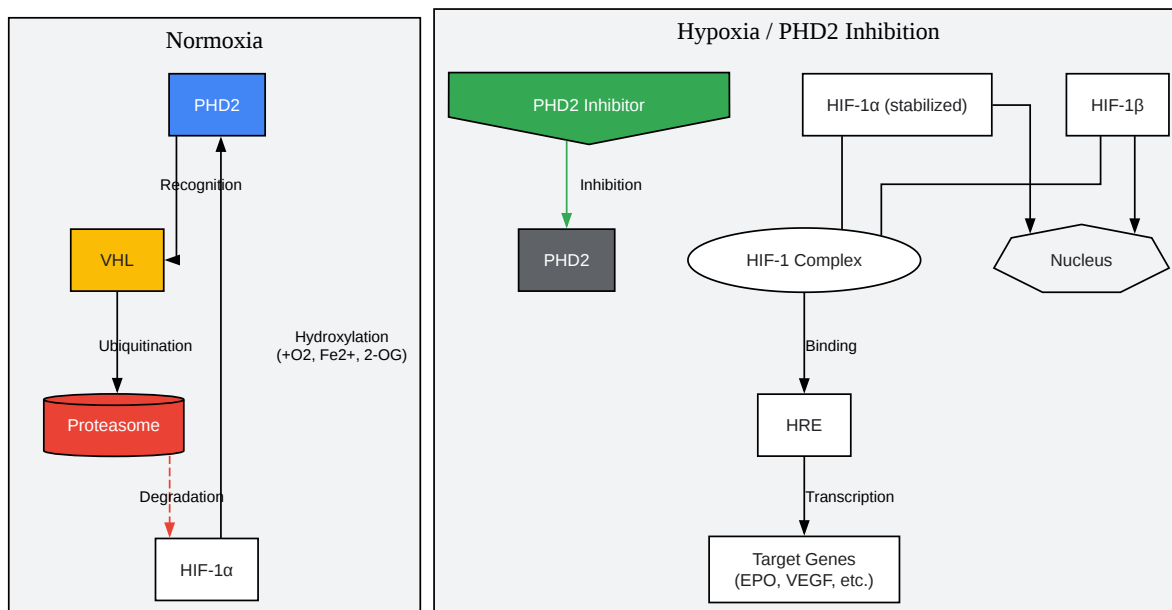 Normoxia
PHD2
Recognition
VHL
Ubiquitination
Hydroxylation
(+O2, Fe2+, 2-OG)
Proteasome
Degradation
HIF-1α
Hypoxia / PHD2 Inhibition
PHD2 Inhibitor
HIF-1α (stabilized)
HIF-1β
Inhibition
PHD2
HIF-1 Complex
Nucleus
Binding
HRE
Transcription
Target Genes
(EPO, VEGF, etc.)